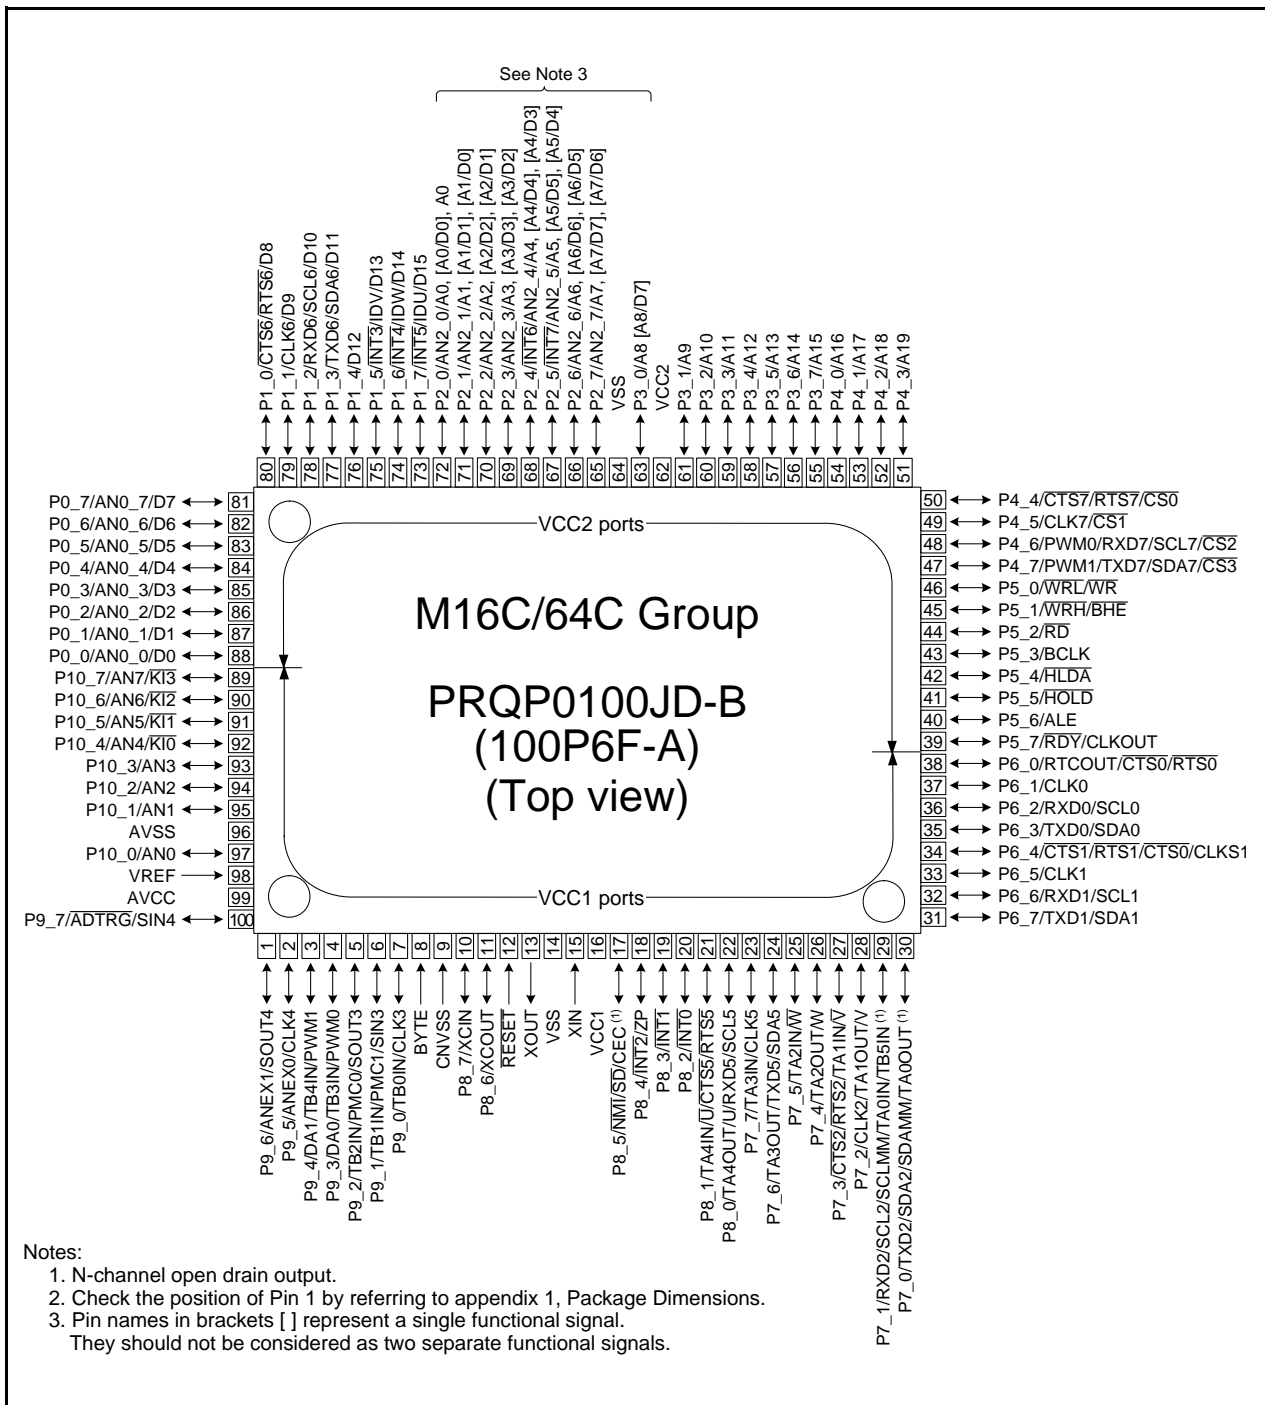 See Note 3
P1_0/CTS6/RTS6/D8
P1_1/CLK6/D9
P1_2/RXD6/SCL6/D10
P1_3/TXD6/SDA6/D11
P1_4/D12
P1_5/INT3/IDV/D13
P1_6/INT4/IDW/D14
P1_7/INT5/IDU/D15
P2_0/AN2_0/A0, [A0/D0], A0
P2_1/AN2_1/A1, [A1/D1], [A1/D0]
P2_2/AN2_2/A2, [A2/D2], [A2/D1]
P2_3/AN2_3/A3, [A3/D3], [A3/D2]
P2_4/INT6/AN2_4/A4, [A4/D4], [A4/D3]
P2_5/INT7/AN2_5/A5, [A5/D5], [A5/D4]
P2_6/AN2_6/A6, [A6/D6], [A6/D5]
P2_7/AN2_7/A7, [A7/D7], [A7/D6]
VSS
P3_0/A8 [A8/D7]
VCC2
P3_1/A9
P3_2/A10
P3_3/A11
P3_4/A12
P3_5/A13
P3_6/A14
P3_7/A15
P4_0/A16
P4_1/A17
P4_2/A18
P4_3/A19
80 79 78 77 76 75 74 73 72 71 70 69 68 67 66 65 64 63 62 61 60 59 58 57 56 55 54 53 52 51
P0_7/AN0_7/D7 81
P0_6/AN0_6/D6 82
P0_5/AN0_5/D5 83
P0_4/AN0_4/D4 84
P0_3/AN0_3/D3 85
P0_2/AN0_2/D2 86
P0_1/AN0_1/D1 87
P0_0/AN0_0/D0 88
P10_7/AN7/KI3 89
P10_6/AN6/KI2 90
P10_5/AN5/KI1 91
P10_4/AN4/KI0 92
P10_3/AN3 93
P10_2/AN2 94
P10_1/AN1 95
AVSS 96
P10_0/AN0 97
VREF 98
AVCC 99
P9_7/ADTRG/SIN4 100
VCC2 ports
M16C/64C Group
PRQP0100JD-B
(100P6F-A)
(Top view)
VCC1 ports
50 P4_4/CTS7/RTS7/CS0
49 P4_5/CLK7/CS1
48 P4_6/PWM0/RXD7/SCL7/CS2
47 P4_7/PWM1/TXD7/SDA7/CS3
46 P5_0/WRL/WR
45 P5_1/WRH/BHE
44 P5_2/RD
43 P5_3/BCLK
42 P5_4/HLDA
41 P5_5/HOLD
40 P5_6/ALE
39 P5_7/RDY/CLKOUT
38 P6_0/RTCOUT/CTS0/RTS0
37 P6_1/CLK0
36 P6_2/RXD0/SCL0
35 P6_3/TXD0/SDA0
34 P6_4/CTS1/RTS1/CTS0/CLKS1
33 P6_5/CLK1
32 P6_6/RXD1/SCL1
31 P6_7/TXD1/SDA1
1 2 3 4 5 6 7 8 9 10 11 12 13 14 15 16 17 18 19 20 21 22 23 24 25 26 27 28 29 30
P9_6/ANEX1/SOUT4
P9_5/ANEX0/CLK4
P9_4/DA1/TB4IN/PWM1
P9_3/DA0/TB3IN/PWM0
P9_2/TB2IN/PMC0/SOUT3
P9_1/TB1IN/PMC1/SIN3
P9_0/TB0IN/CLK3
BYTE
CNVSS
P8_7/XCIN
P8_6/XCOUT
RESET
XOUT
VSS
XIN
VCC1
P8_5/NMI/SD/CEC (1)
P8_4/INT2/ZP
P8_3/INT1
P8_2/INT0
P8_1/TA4IN/U/CTS5/RTS5
P8_0/TA4OUT/U/RXD5/SCL5
P7_7/TA3IN/CLK5
P7_6/TA3OUT/TXD5/SDA5
P7_5/TA2IN/W
P7_4/TA2OUT/W
P7_3/CTS2/RTS2/TA1IN/V
P7_2/CLK2/TA1OUT/V
P7_1/RXD2/SCL2/SCLMM/TA0IN/TB5IN (1)
P7_0/TXD2/SDA2/SDAMM/TA0OUT (1)
Notes:
1. N-channel open drain output.
2. Check the position of Pin 1 by referring to appendix 1, Package Dimensions.
3. Pin names in brackets [ ] represent a single functional signal.
They should not be considered as two separate functional signals.